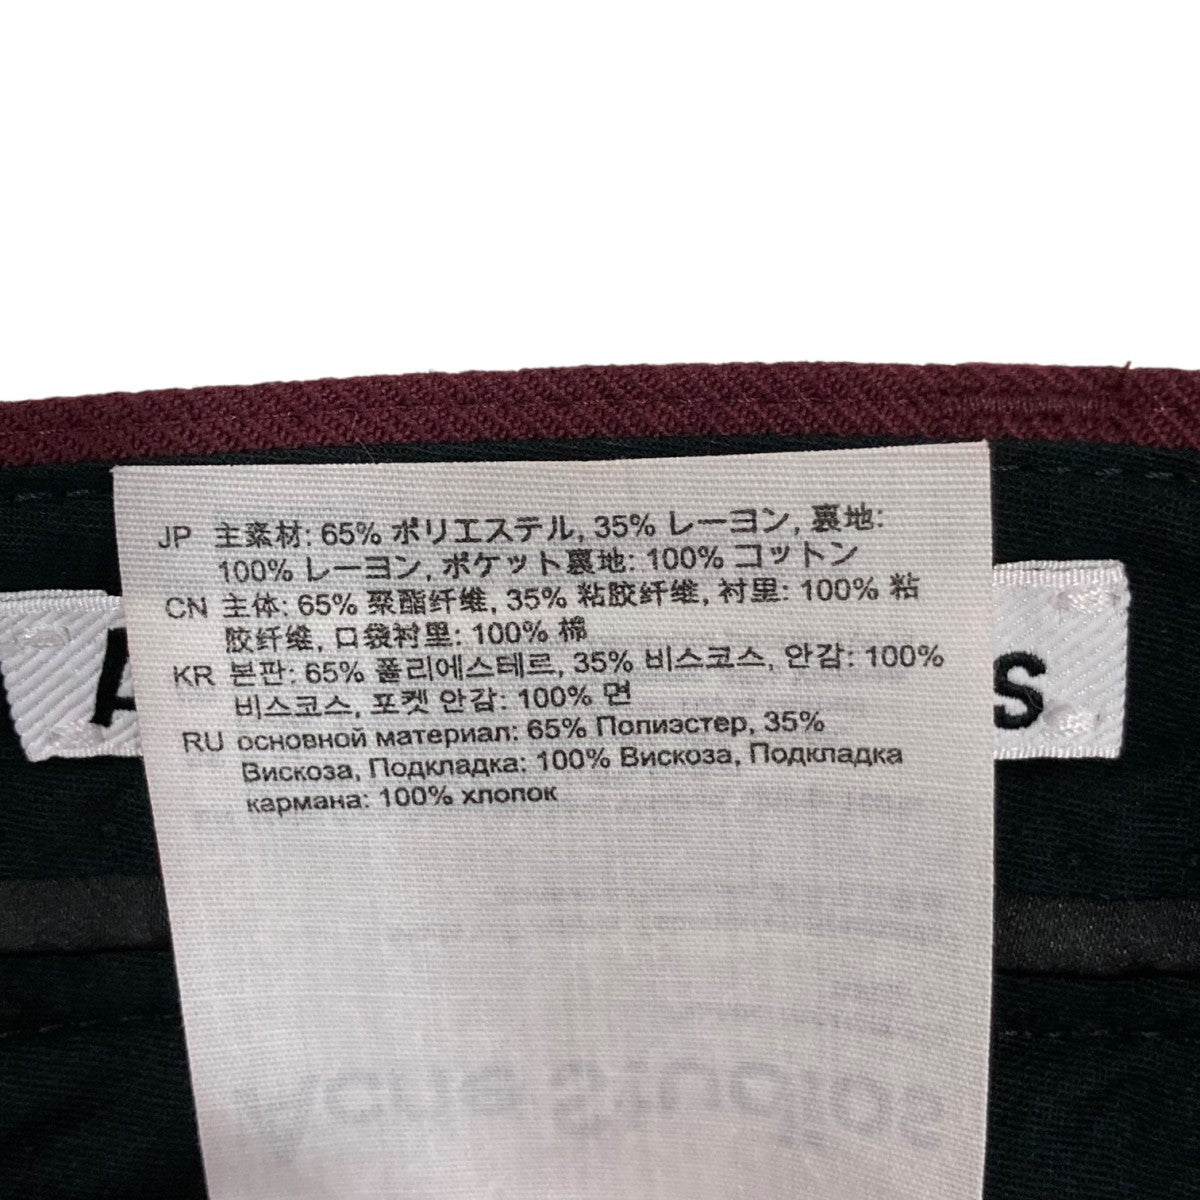 JP 主素材: 65% ポリエステル, 35% レーヨン, 裏地:
100% レーヨン, ポケット裏地: 100% コットン
CN 主体: 65% 聚酯纤维, 35% 粘胶纤维, 衬里: 100% 粘
胶纤维, 口袋衬里: 100% 棉
KR 본판: 65% 폴리에스테르, 35% 비스코스, 안감: 100%
비스코스, 포켓 안감: 100% 면
RU основной материал: 65% Полиэстер, 35%
Вискоза, Подкладка: 100% Вискоза, Подкладка
кармана: 100% хлопок
Acne Studios